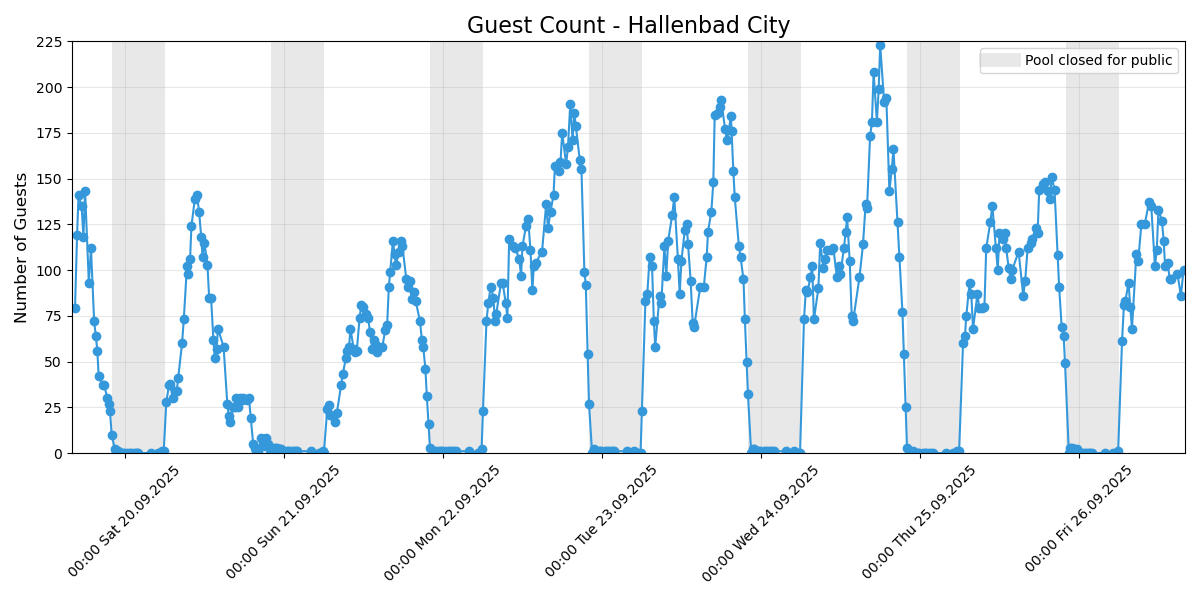 Guest Count - Hallenbad City
Pool closed for public
Number of Guests
225
200
175
150
125
100
75
50
25
0
00:00 Sat 20.09.2025
00:00 Sun 21.09.2025
00:00 Mon 22.09.2025
00:00 Tue 23.09.2025
00:00 Wed 24.09.2025
00:00 Thu 25.09.2025
00:00 Fri 26.09.2025